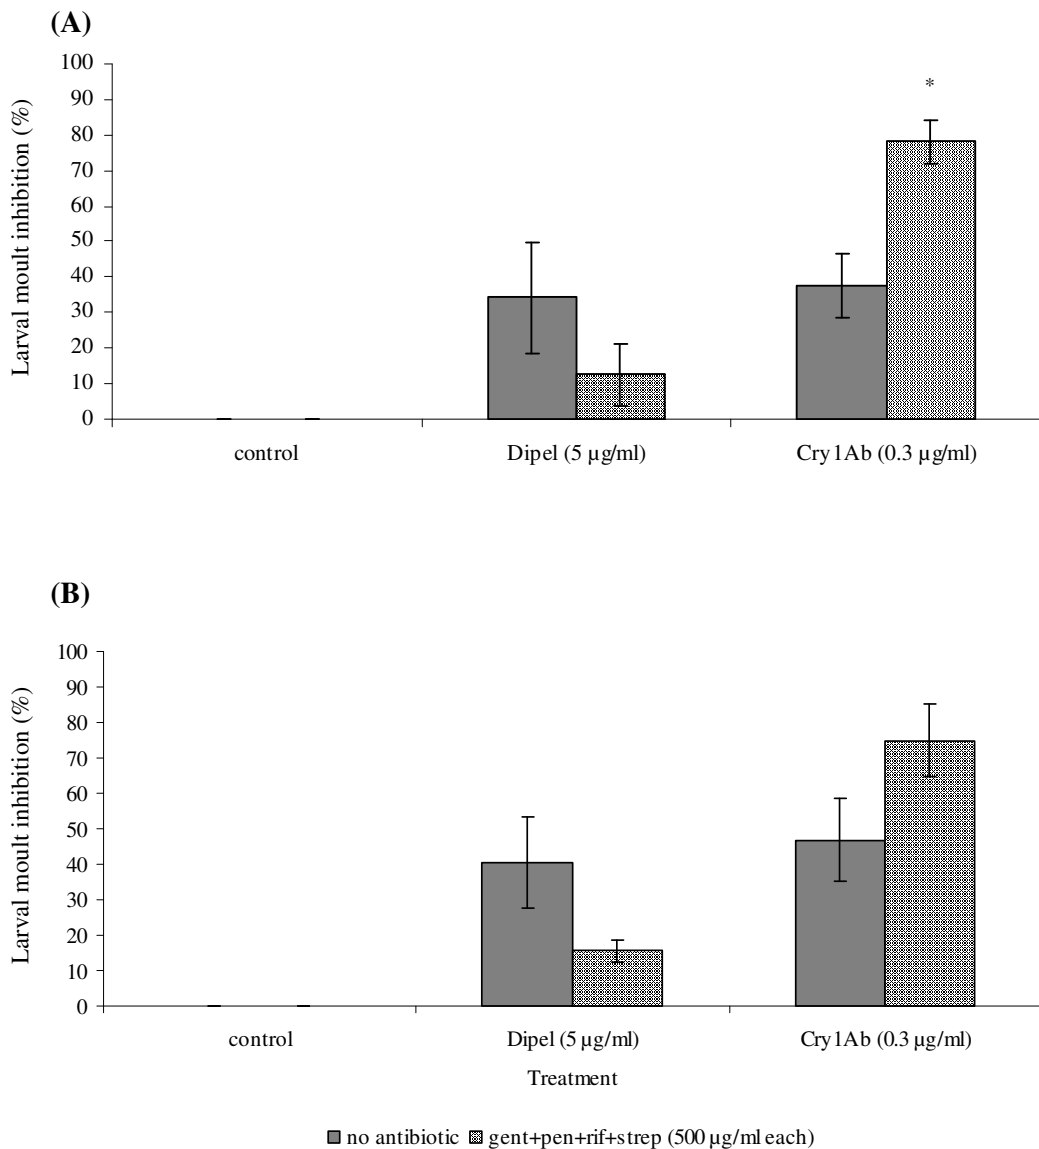 (A)
Larval moult inhibition (%)
100
90
80
70
60
50
40
30
20
10
0
*
control
Dipel (5 µg/ml)
Cry1Ab (0.3 µg/ml)
(B)
Larval moult inhibition (%)
100
90
80
70
60
50
40
30
20
10
0
control
Dipel (5 µg/ml)
Cry1Ab (0.3 µg/ml)
Treatment
no antibiotic
gent+pen+rif+strep (500 µg/ml each)